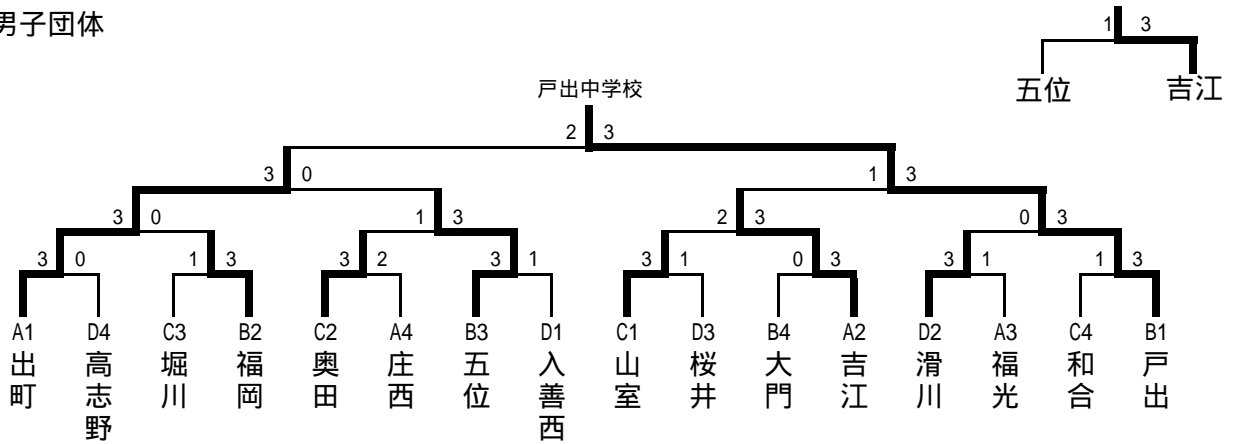 男子団体
1 3
五位 吉江
戸出中学校
2 3
3 0 1 3
3 0 1 3 2 3 0 3
3 0 1 3 3 2 3 1 3 1 0 3 3 1 1 3
A1 D4 C3 B2 C2 A4 B3 D1 C1 D3 B4 A2 D2 A3 C4 B1
出町 高志野 堀川 福岡 奥田 庄西 五位 入善西 山室 桜井 大門 吉江 滑川 福光 和合 戸出